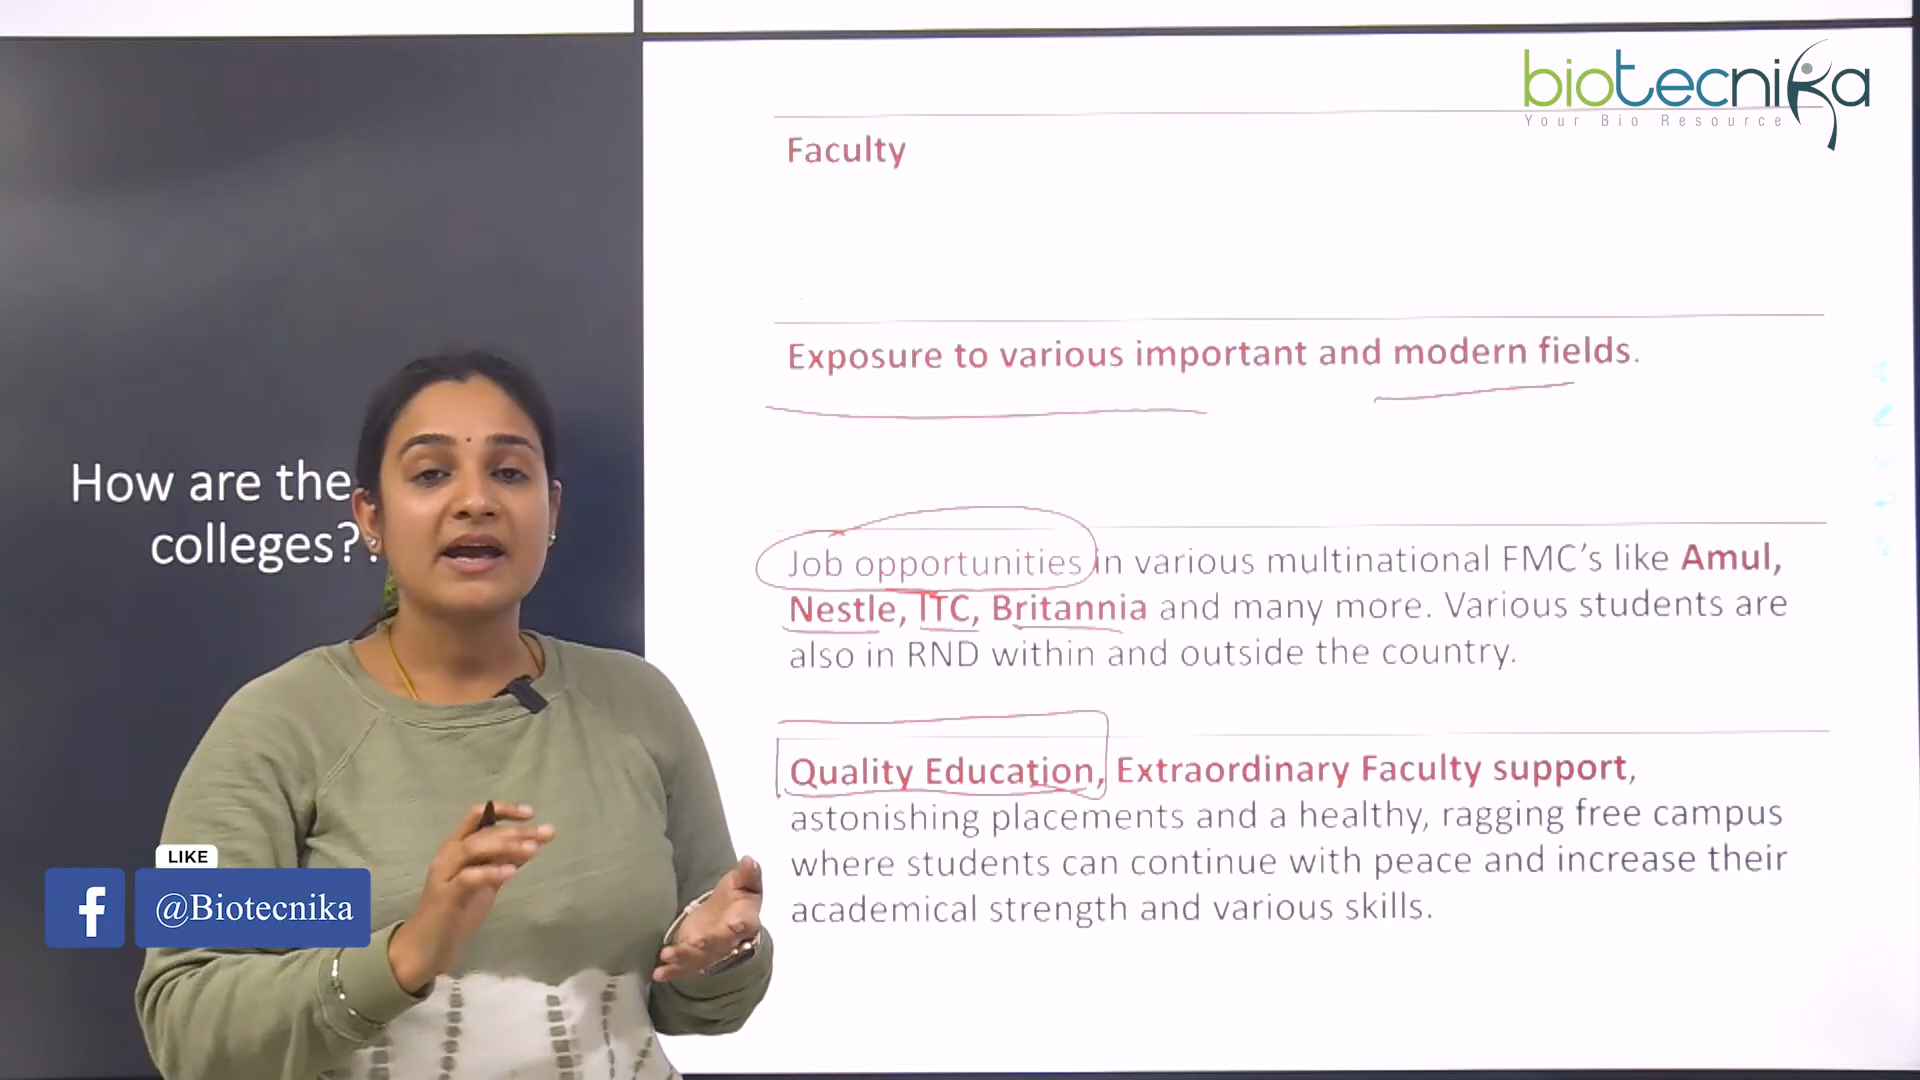 biotecnika
Your Bio Resource
Faculty
Exposure to various important and modern fields.
How are the
colleges?
Job opportunities in various multinational FMC's like Amul,
Nestle, ITC, Britannia and many more. Various students are
also in RND within and outside the country.
Quality Education, Extraordinary Faculty support,
astonishing placements and a healthy, ragging free campus
where students can continue with peace and increase their
academical strength and various skills.
LIKE
f
@Biotecnika